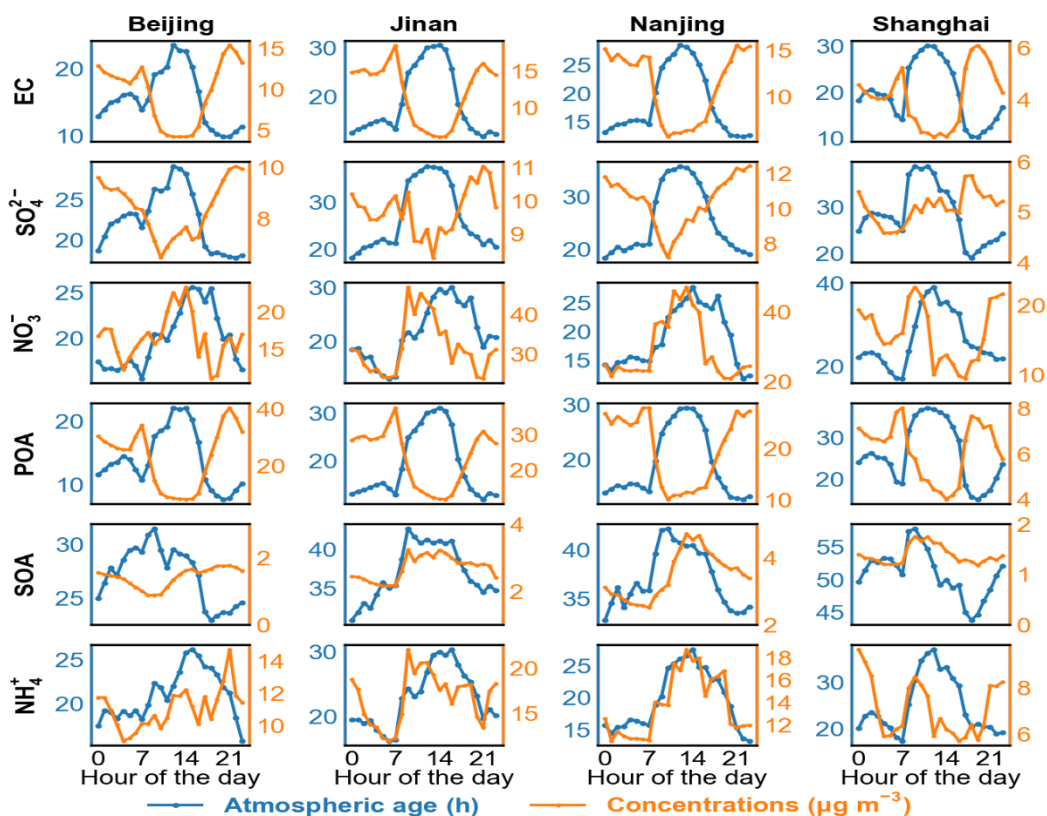 Beijing Jinan Nanjing Shanghai
EC
20 10 15 10 5
30 20 15 10
25 20 15 15 10
30 20 10 6 4
SO₄²⁻
25 20 10 8
30 20 11 10 9
30 20 12 10 8
30 20 6 5 4
NO₃⁻
25 20 20 15
30 20 40 30
25 20 15 40 20
40 20 20 10
POA
20 10 40 20
30 20 30 20
30 20 20 10
30 20 8 6 4
SOA
30 25 2 0
40 35 4 2
40 35 4 2
55 50 45 2 1 0
NH₄⁺
25 20 14 12 10
30 20 20 15
25 20 15 18 16 14 12
30 20 8 6
0 7 14 21 0 7 14 21 0 7 14 21 0 7 14 21
Hour of the day Hour of the day Hour of the day Hour of the day
Atmospheric age (h) Concentrations (μg m⁻³)